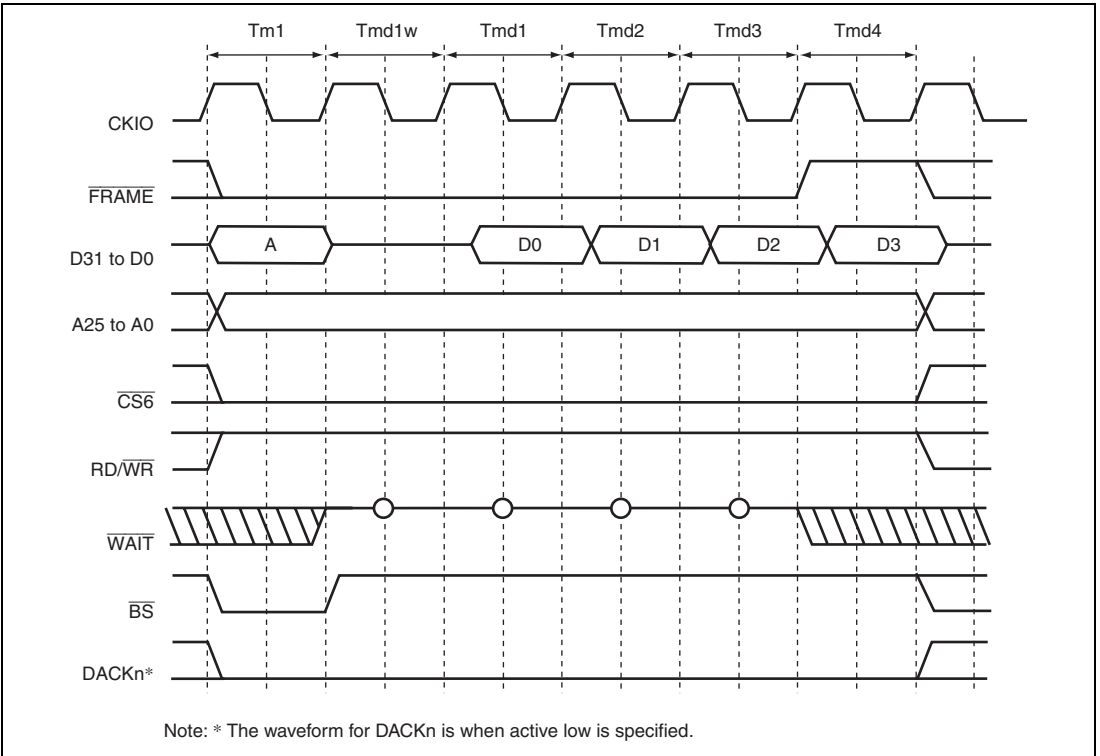 Tm1 Tmd1w Tmd1 Tmd2 Tmd3 Tmd4
CKIO
FRAME
A D0 D1 D2 D3
D31 to D0
A25 to A0
CS6
RD/WR
WAIT
BS
DACKn*
Note: * The waveform for DACKn is when active low is specified.